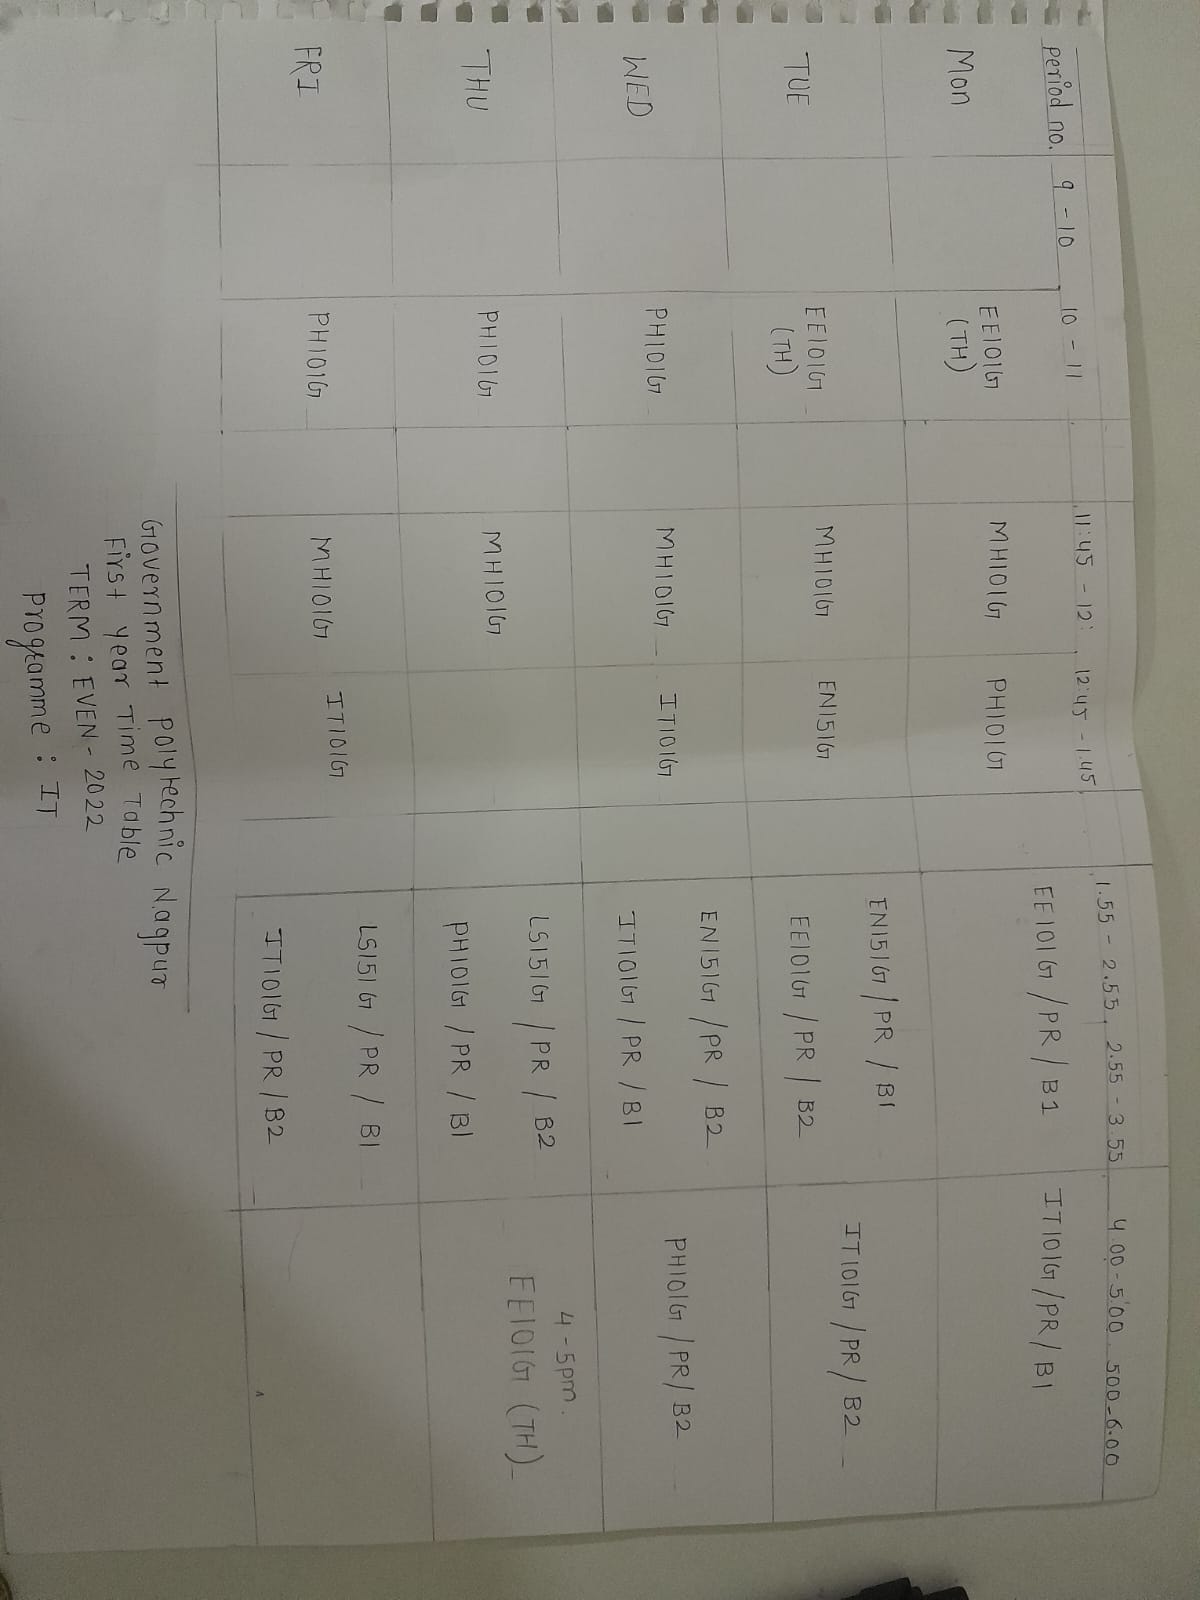 period no. 9 - 10 10 - 11 11:45 - 12: 12:45 - 1.45 1.55 - 2.55 2.55 - 3.55 4.00 - 5.00 5.00 - 6.00
Mon EE101G MH101G PH101G EE101G / PR / B1 IT101G / PR / B1
(TH)
TUE EE101G MH101G EN151G EN151G / PR / B1 IT101G / PR / B2
(TH) EE101G / PR / B2
WED PH101G MH101G IT101G EN151G / PR / B2 PH101G / PR / B2
IT101G / PR / B1
THU PH101G MH101G LS151G / PR / B2 4 - 5pm.
PH101G / PR / B1 EE101G (TH)
FRI PH101G MH101G IT101G LS151G / PR / B1
IT101G / PR / B2
Government polytechnic Nagpur
First year Time Table
TERM : EVEN - 2022
programme : IT